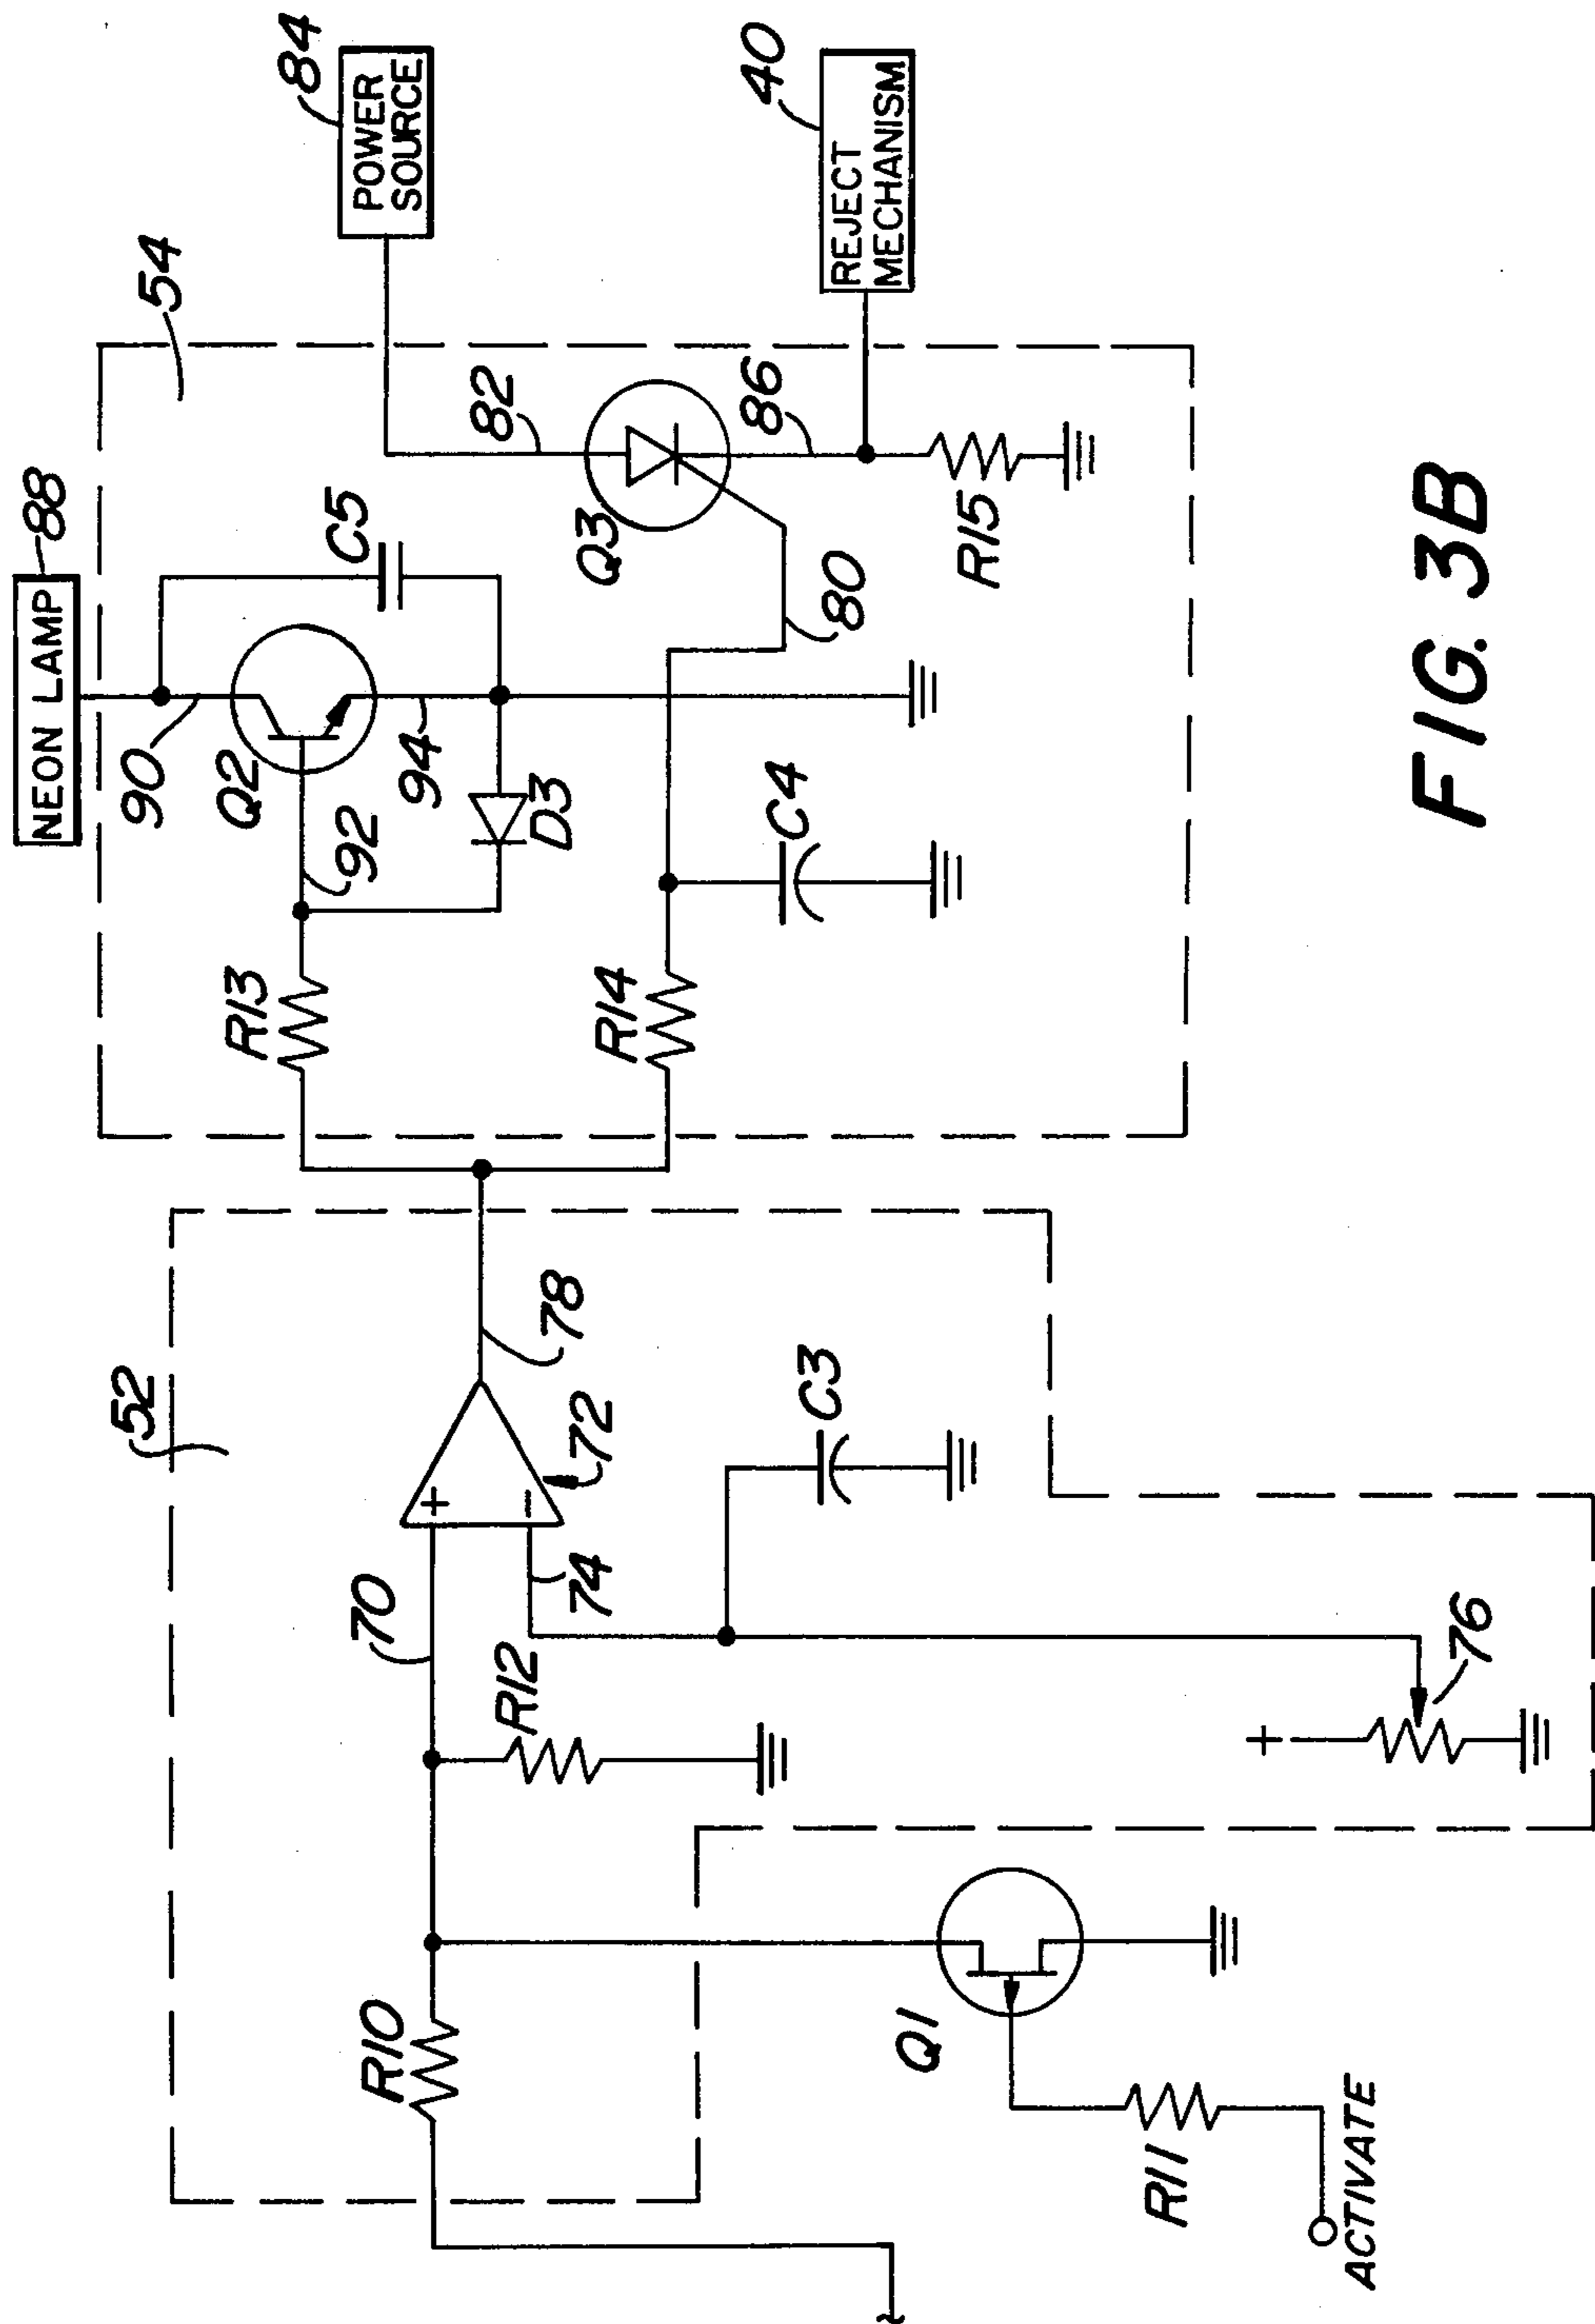 NEON LAMP
88
54
84
POWER
SOURCE
90
Q2
C5
82
92
94
D3
Q3
86
40
REJECT
MECHANISM
R13
R14
C4
80
R15
52
78
+
-
72
70
74
C3
R12
76
+
R10
Q1
R11
ACTIVATE
FIG. 3B